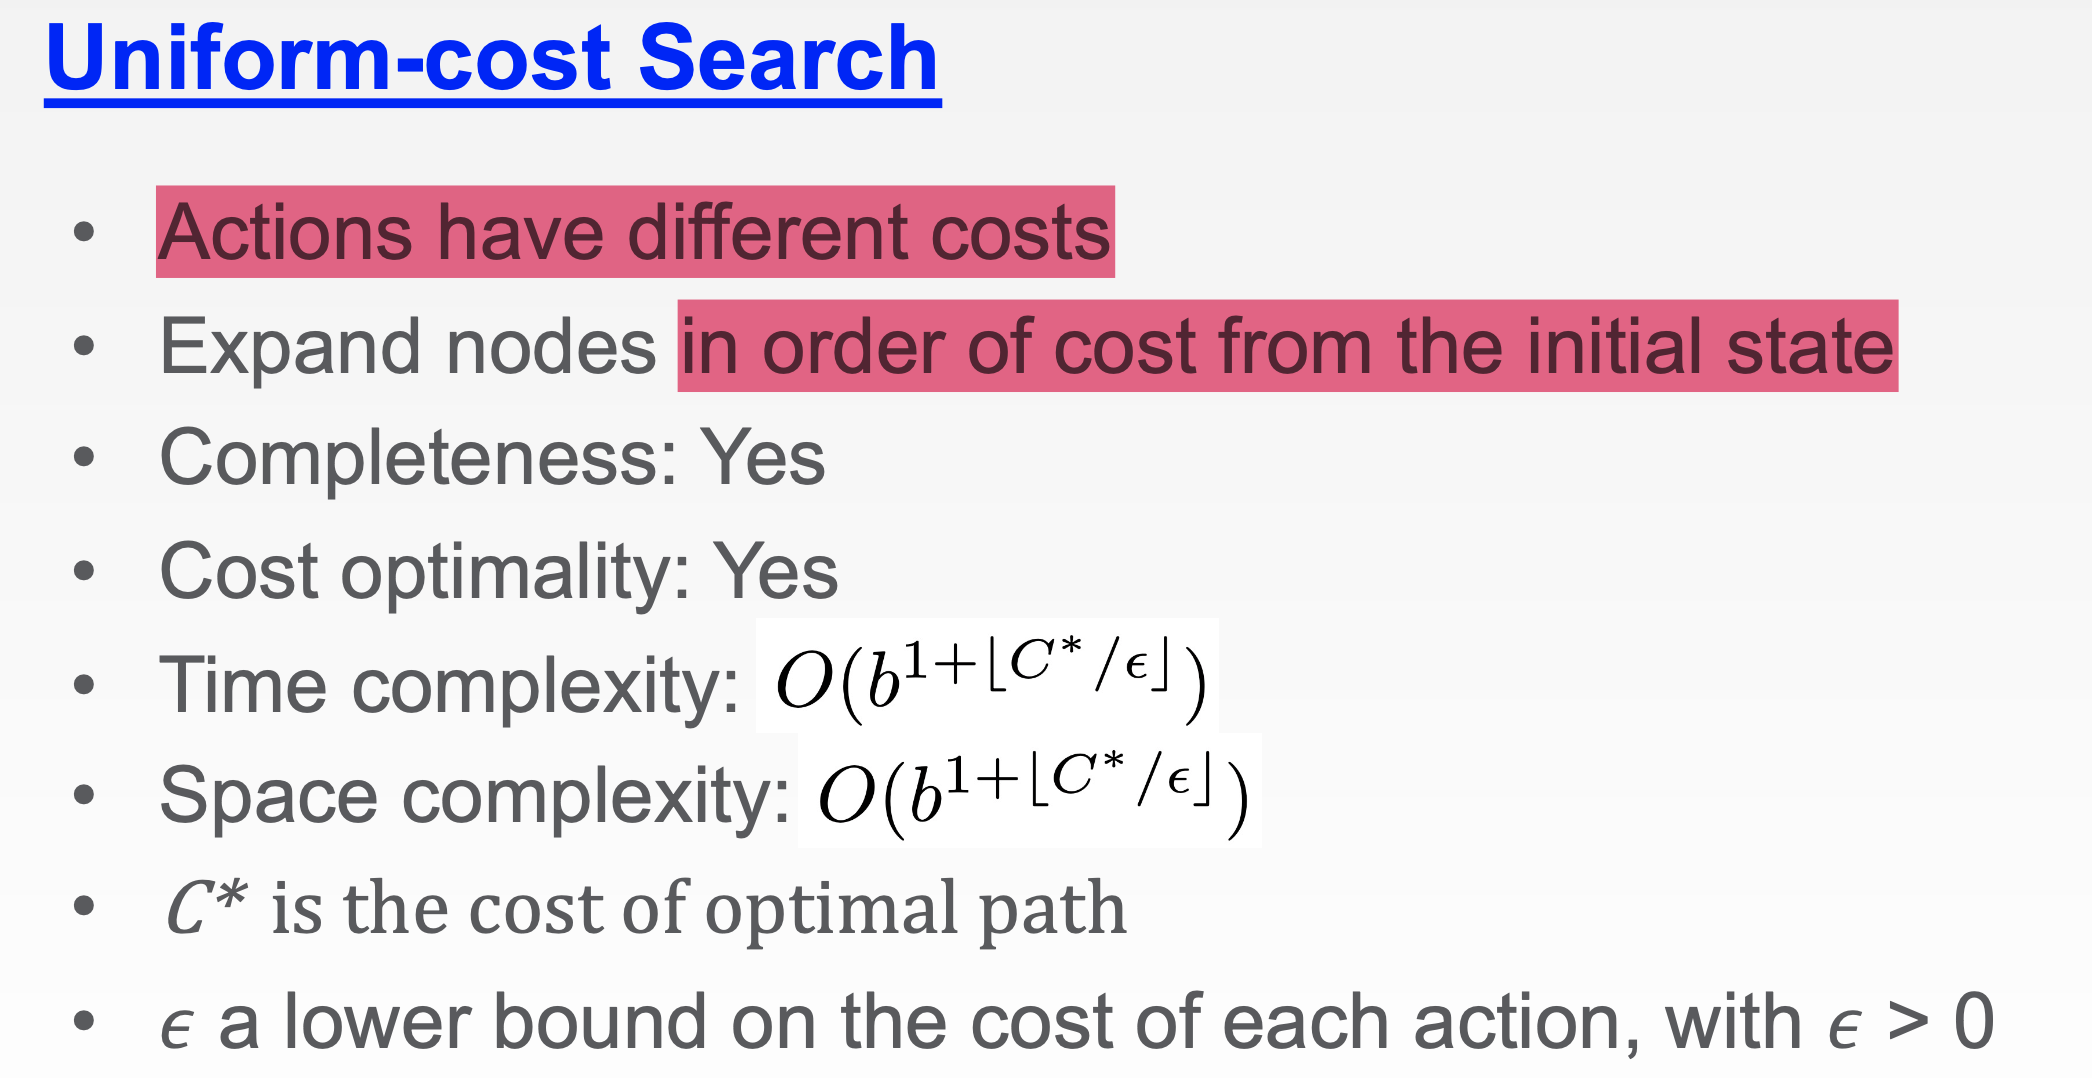 Uniform-cost Search
• Actions have different costs
• Expand nodes in order of cost from the initial state
• Completeness: Yes
• Cost optimality: Yes
• Time complexity: $O(b^{1+\lfloor C^*/\epsilon \rfloor})$
• Space complexity: $O(b^{1+\lfloor C^*/\epsilon \rfloor})$
• C* is the cost of optimal path
• ϵ a lower bound on the cost of each action, with ϵ > 0